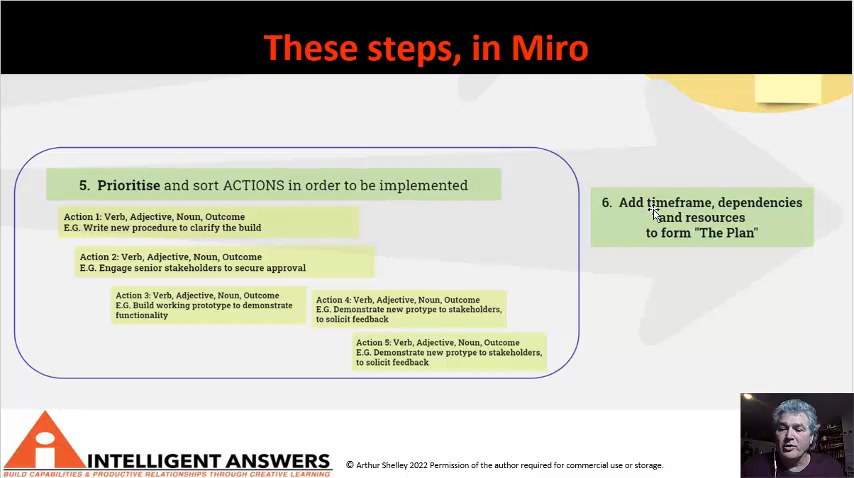 These steps, in Miro
5. Prioritise and sort ACTIONS in order to be implemented
Action 1: Verb, Adjective, Noun, Outcome
E.G. Write new procedure to clarify the build
Action 2: Verb, Adjective, Noun, Outcome
E.G. Engage senior stakeholders to secure approval
Action 3: Verb, Adjective, Noun, Outcome
E.G. Build working prototype to demonstrate
functionality
Action 4: Verb, Adjective, Noun, Outcome
E.G. Demonstrate new protype to stakeholders,
to solicit feedback
Action 5: Verb, Adjective, Noun, Outcome
E.G. Demonstrate new protype to stakeholders,
to solicit feedback
6. Add timeframe, dependencies
and resources
to form "The Plan"
INTELLIGENT ANSWERS
BUILD CAPABILITIES & PRODUCTIVE RELATIONSHIPS THROUGH CREATIVE LEARNING
© Arthur Shelley 2022 Permission of the author required for commercial use or storage.